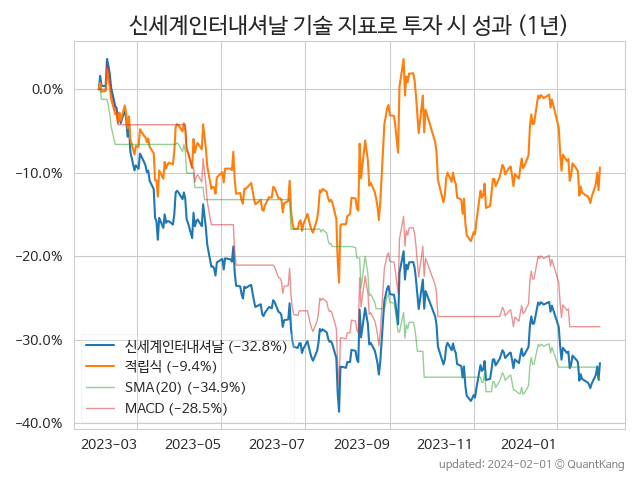 신세계인터내셔날 기술 지표로 투자 시 성과 (1년)
0.0%
−10.0%
−20.0%
−30.0%
−40.0%
신세계인터내셔날 (−32.8%)
적립식 (−9.4%)
SMA(20) (−34.9%)
MACD (−28.5%)
2023-03 2023-05 2023-07 2023-09 2023-11 2024-01
updated: 2024-02-01 © QuantKang